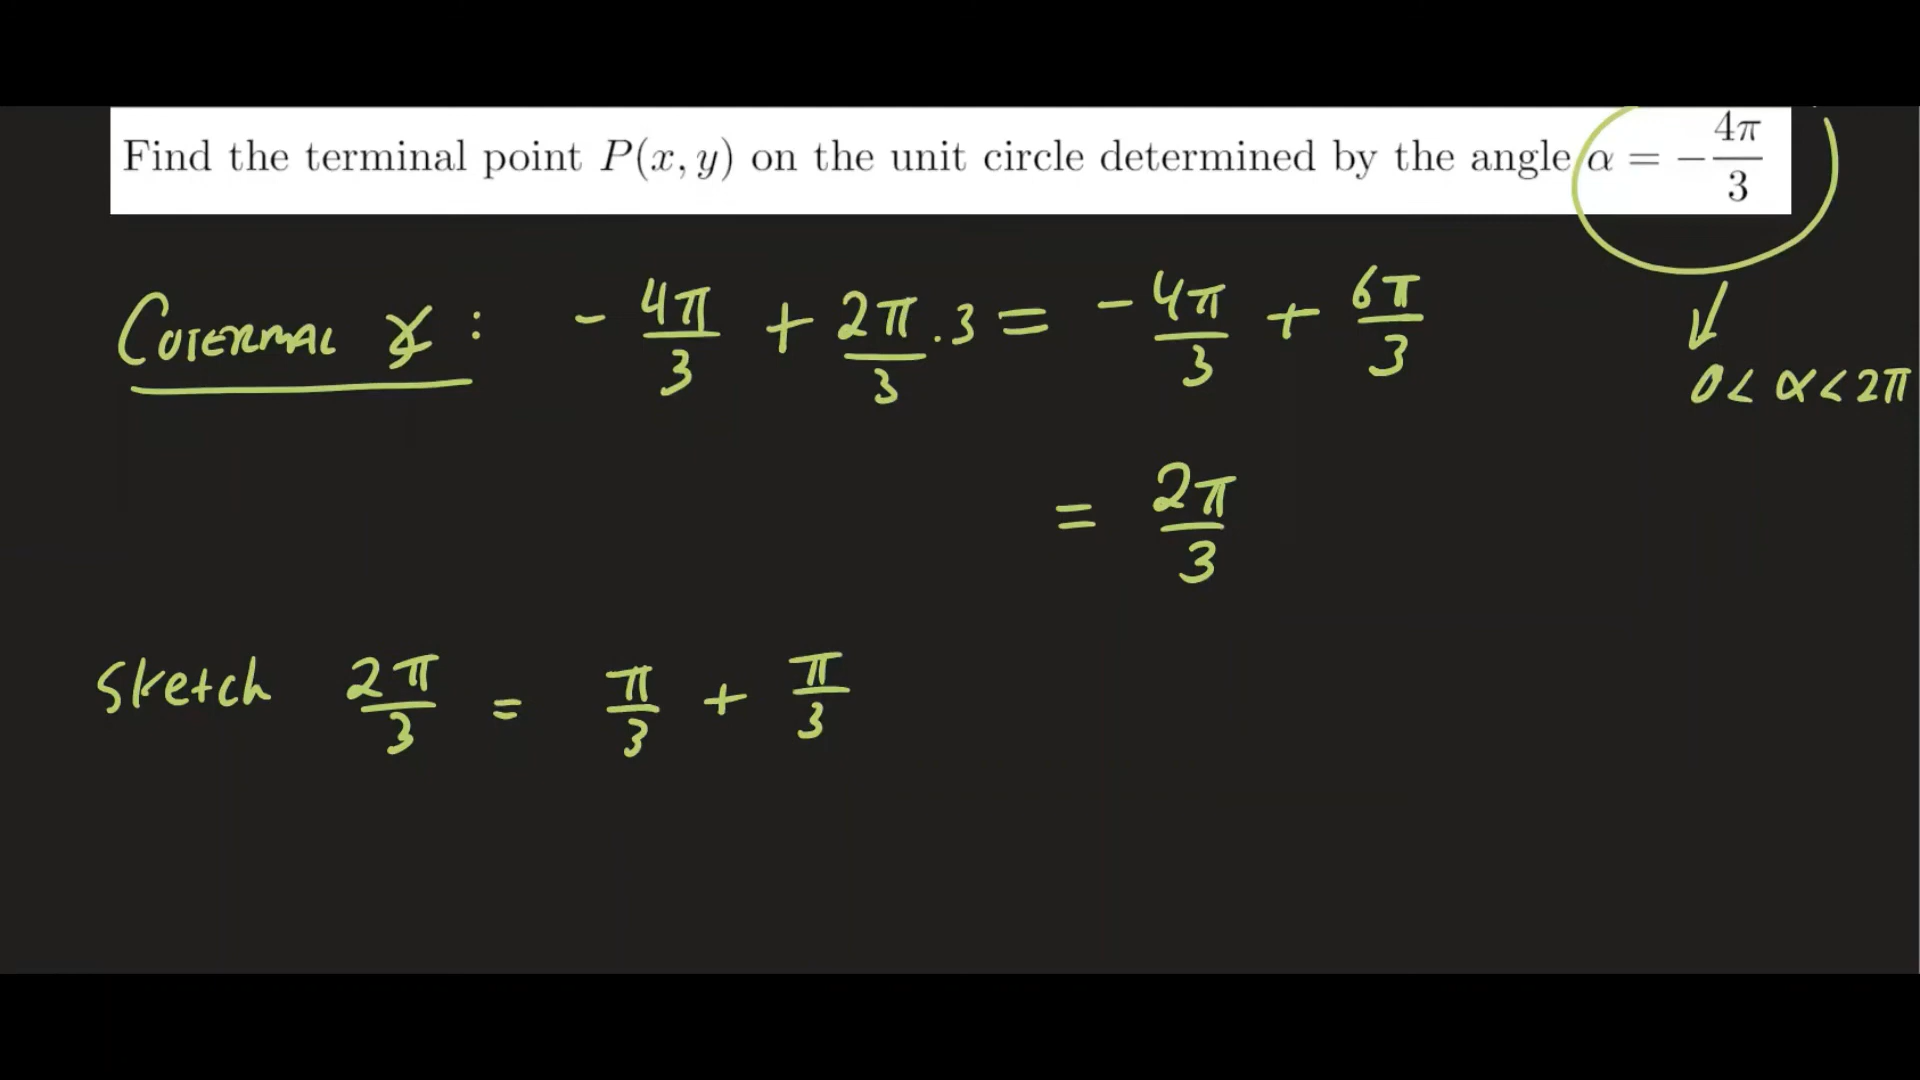 Find the terminal point P(x, y) on the unit circle determined by the angle α = −4π/3
COTERMAL ∡ : - 4π/3 + 2π/3 . 3 = - 4π/3 + 6π/3
0 < α < 2π
= 2π/3
Sketch 2π/3 = π/3 + π/3